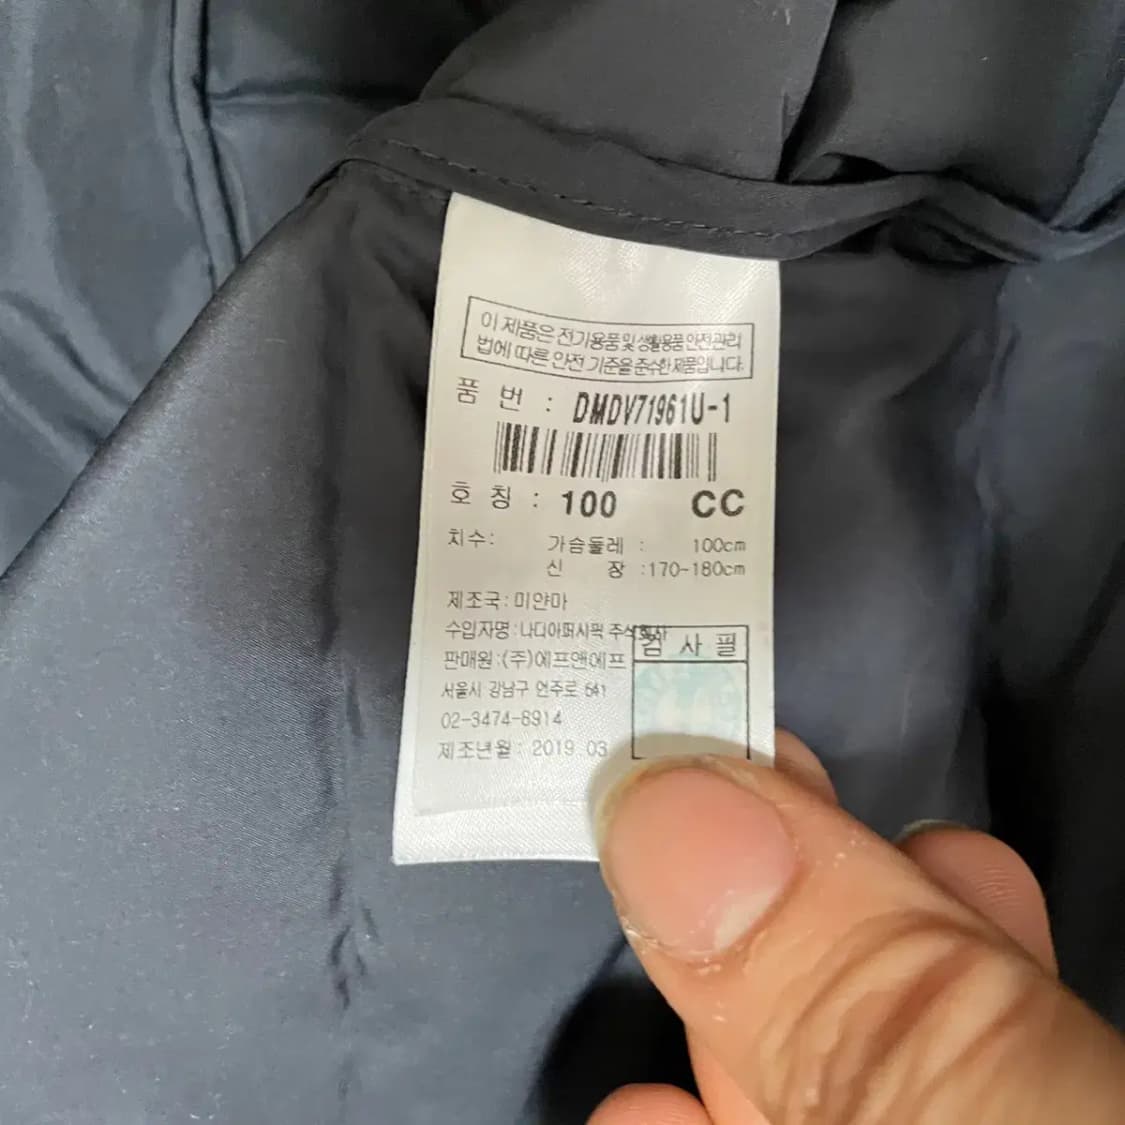 이 제품은 전기용품 및 생활용품 안전관리
법에 따른 안전 기준을 준수한 제품입니다.
품 번 : DMDV71961U-1
호 칭 : 100 CC
치수: 가슴둘레 : 100cm
신 장 :170-180cm
제조국:미얀마
수입자명:나디아퍼시픽 주식회사
판매원:(주)에프앤에프
서울시 강남구 언주로 541
02-3474-8914
제조년월: 2019.03
검 사 필